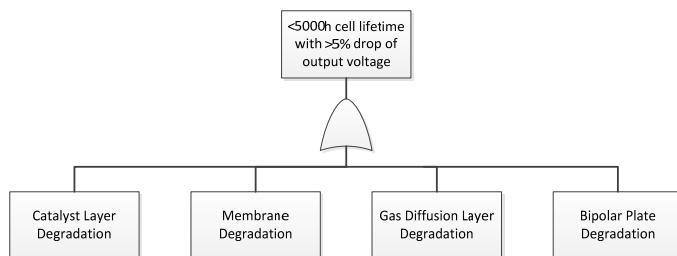 <5000h cell lifetime
with >5% drop of
output voltage
Catalyst Layer
Degradation
Membrane
Degradation
Gas Diffusion Layer
Degradation
Bipolar Plate
Degradation